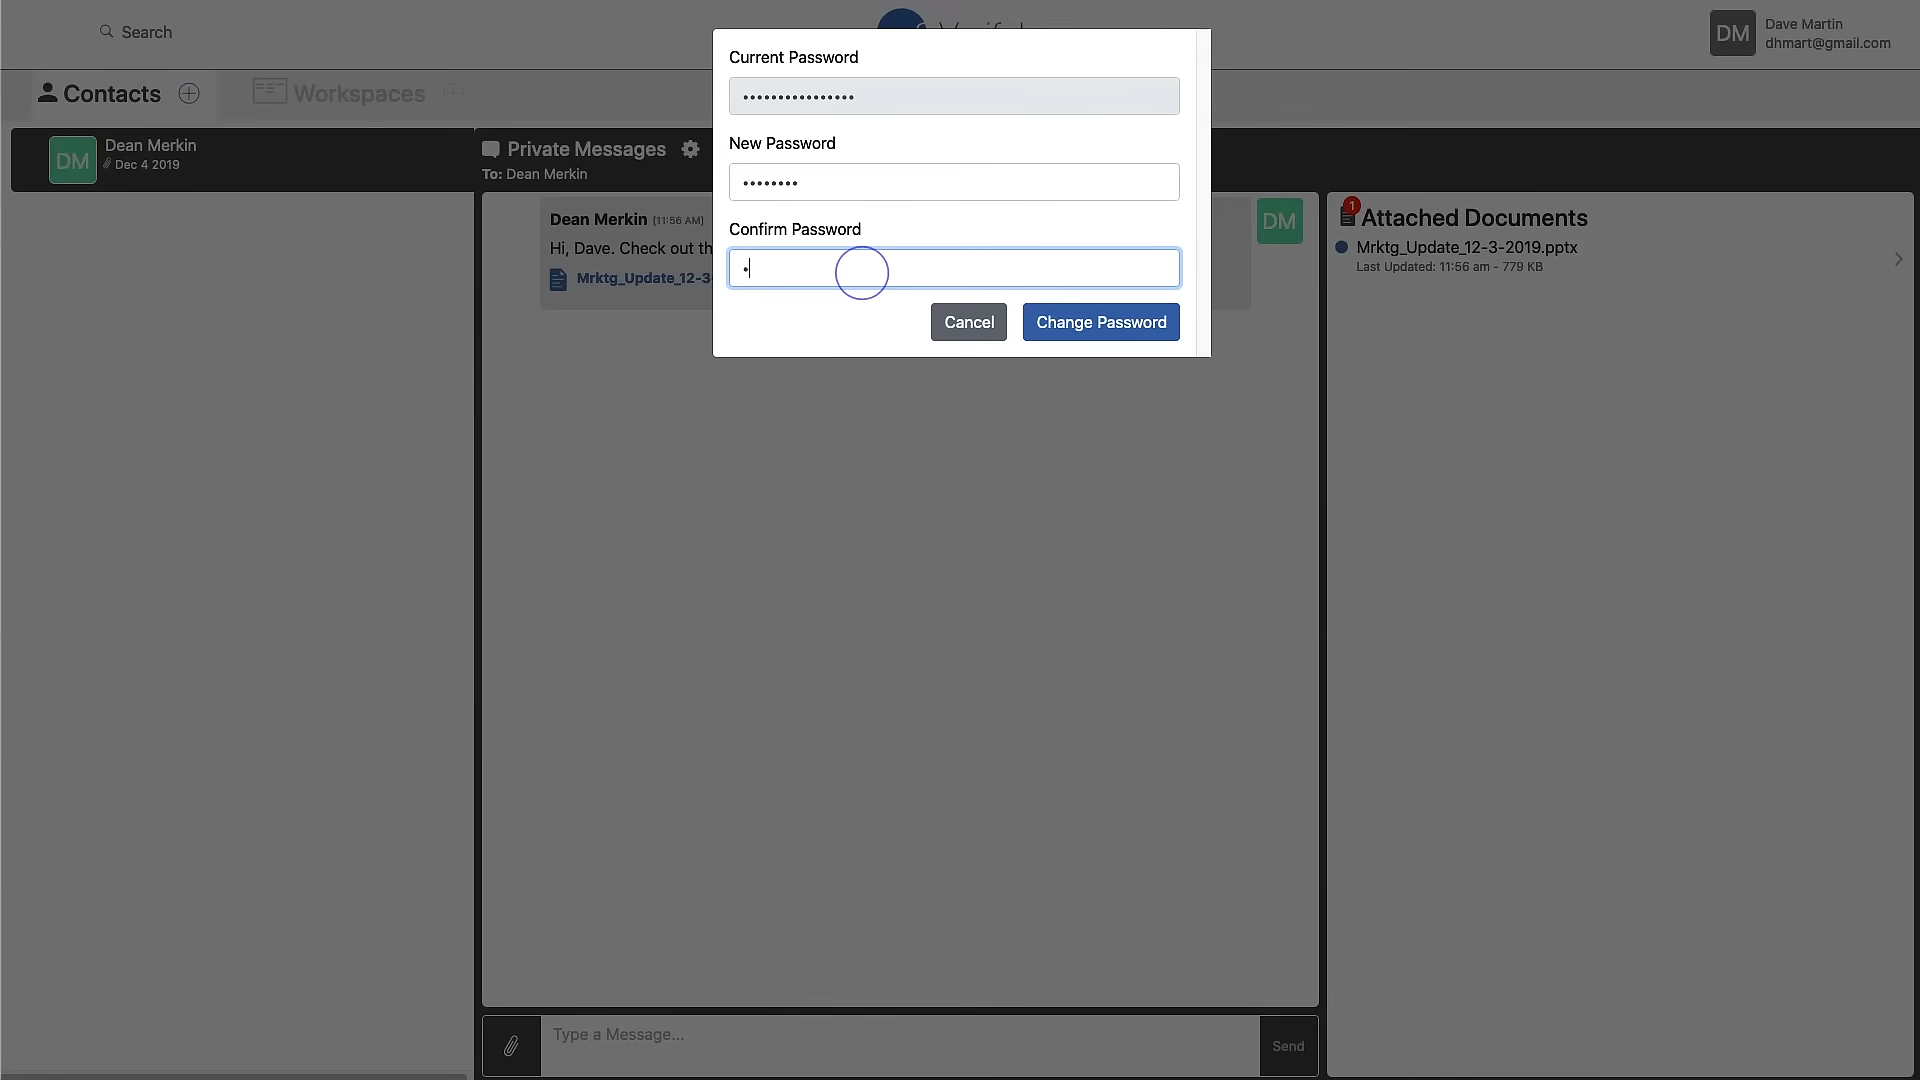 Search
Dave Martin
dhmart@gmail.com
DM
Contacts
Workspaces
DM
Dean Merkin
Dec 4 2019
Private Messages
To: Dean Merkin
Dean Merkin [11:56 AM]
Hi, Dave. Check out th
Mrktg_Update_12-3
DM
Current Password
••••••••••••••••
New Password
••••••••
Confirm Password
•
Cancel
Change Password
1
Attached Documents
Mrktg_Update_12-3-2019.pptx
Last Updated: 11:56 am - 779 KB
Type a Message...
Send